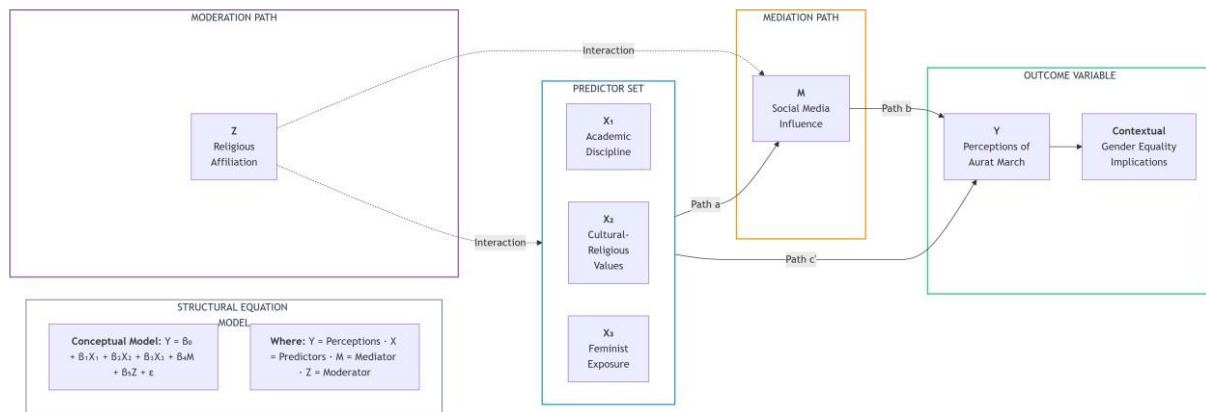 MODERATION PATH
Z
Religious
Affiliation
Interaction
Interaction
PREDICTOR SET
X₁
Academic
Discipline
X₂
Cultural-
Religious
Values
X₃
Feminist
Exposure
Path a
Path c'
MEDIATION PATH
M
Social Media
Influence
Path b
OUTCOME VARIABLE
Y
Perceptions of
Aurat March
Contextual
Gender Equality
Implications
STRUCTURAL EQUATION
MODEL
Conceptual Model: Y = B₀
+ B₁X₁ + B₂X₂ + B₃X₃ + B₄M
+ B₅Z + ε
Where: Y = Perceptions · X
= Predictors · M = Mediator
· Z = Moderator